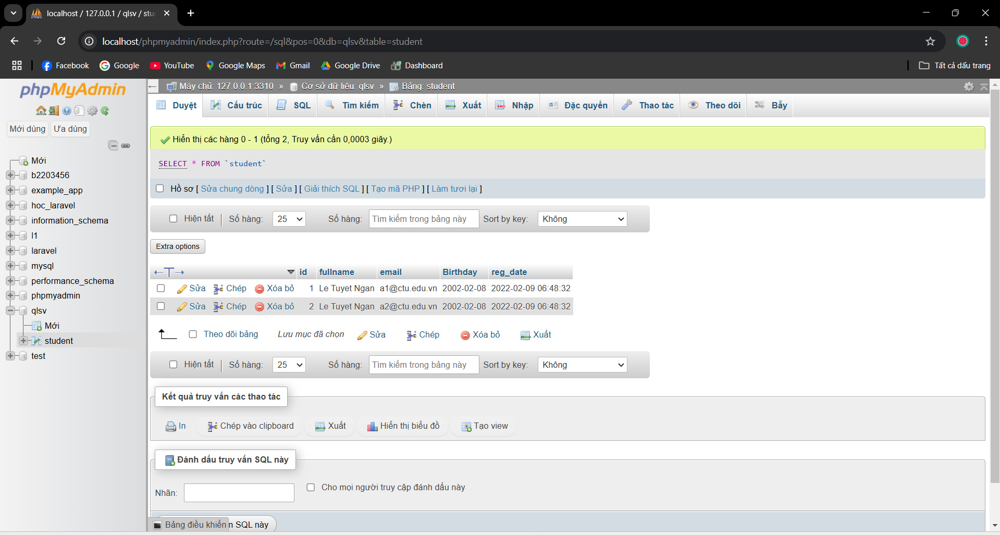 localhost / 127.0.0.1 / qlsv / stu
localhost/phpmyadmin/index.php?route=/sql&pos=0&db=qlsv&table=student
Facebook Google YouTube Google Maps Gmail Google Drive Dashboard Tất cả dấu trang
phpMyAdmin
Mới dùng Ưa dùng
Mới
b2203456
example_app
hoc_laravel
information_schema
l1
laravel
mysql
performance_schema
phpmyadmin
qlsv
Mới
student
test
Máy chủ: 127.0.0.1:3310 » Cơ sở dữ liệu: qlsv » Bảng: student
Duyệt Cấu trúc SQL Tìm kiếm Chèn Xuất Nhập Đặc quyền Thao tác Theo dõi Bẫy
Hiển thị các hàng 0 - 1 (tổng 2, Truy vấn cần 0,0003 giây.)
SELECT * FROM `student`
Hồ sơ [ Sửa chung dòng ] [ Sửa ] [ Giải thích SQL ] [ Tạo mã PHP ] [ Làm tươi lại ]
Hiện tất Số hàng: 25 Số hàng: Tìm kiếm trong bảng này Sort by key: Không
Extra options
←T→ id fullname email Birthday reg_date
Sửa Chép Xóa bỏ 1 Le Tuyet Ngan a1@ctu.edu.vn 2002-02-08 2022-02-09 06:48:32
Sửa Chép Xóa bỏ 2 Le Tuyet Ngan a2@ctu.edu.vn 2002-02-08 2022-02-09 06:48:32
Theo dõi bảng Lưu mục đã chọn Sửa Chép Xóa bỏ Xuất
Hiện tất Số hàng: 25 Số hàng: Tìm kiếm trong bảng này Sort by key: Không
Kết quả truy vấn các thao tác
In Chép vào clipboard Xuất Hiển thị biểu đồ Tạo view
Đánh dấu truy vấn SQL này
Nhãn: Cho mọi người truy cập đánh dấu này
Bảng điều khiển n SQL này